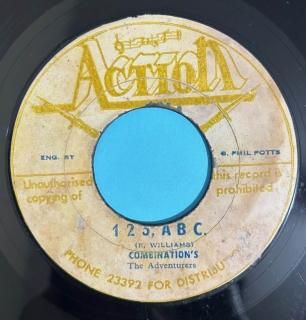 ACTION
ENG. BY
G. PHIL POTTS
Unauthorised
copying of
this record is
prohibited
1 2 3, A B C.
(E. WILLIAMS)
COMBINATION'S
The Adventurers
PHONE 23392 FOR DISTRIBU